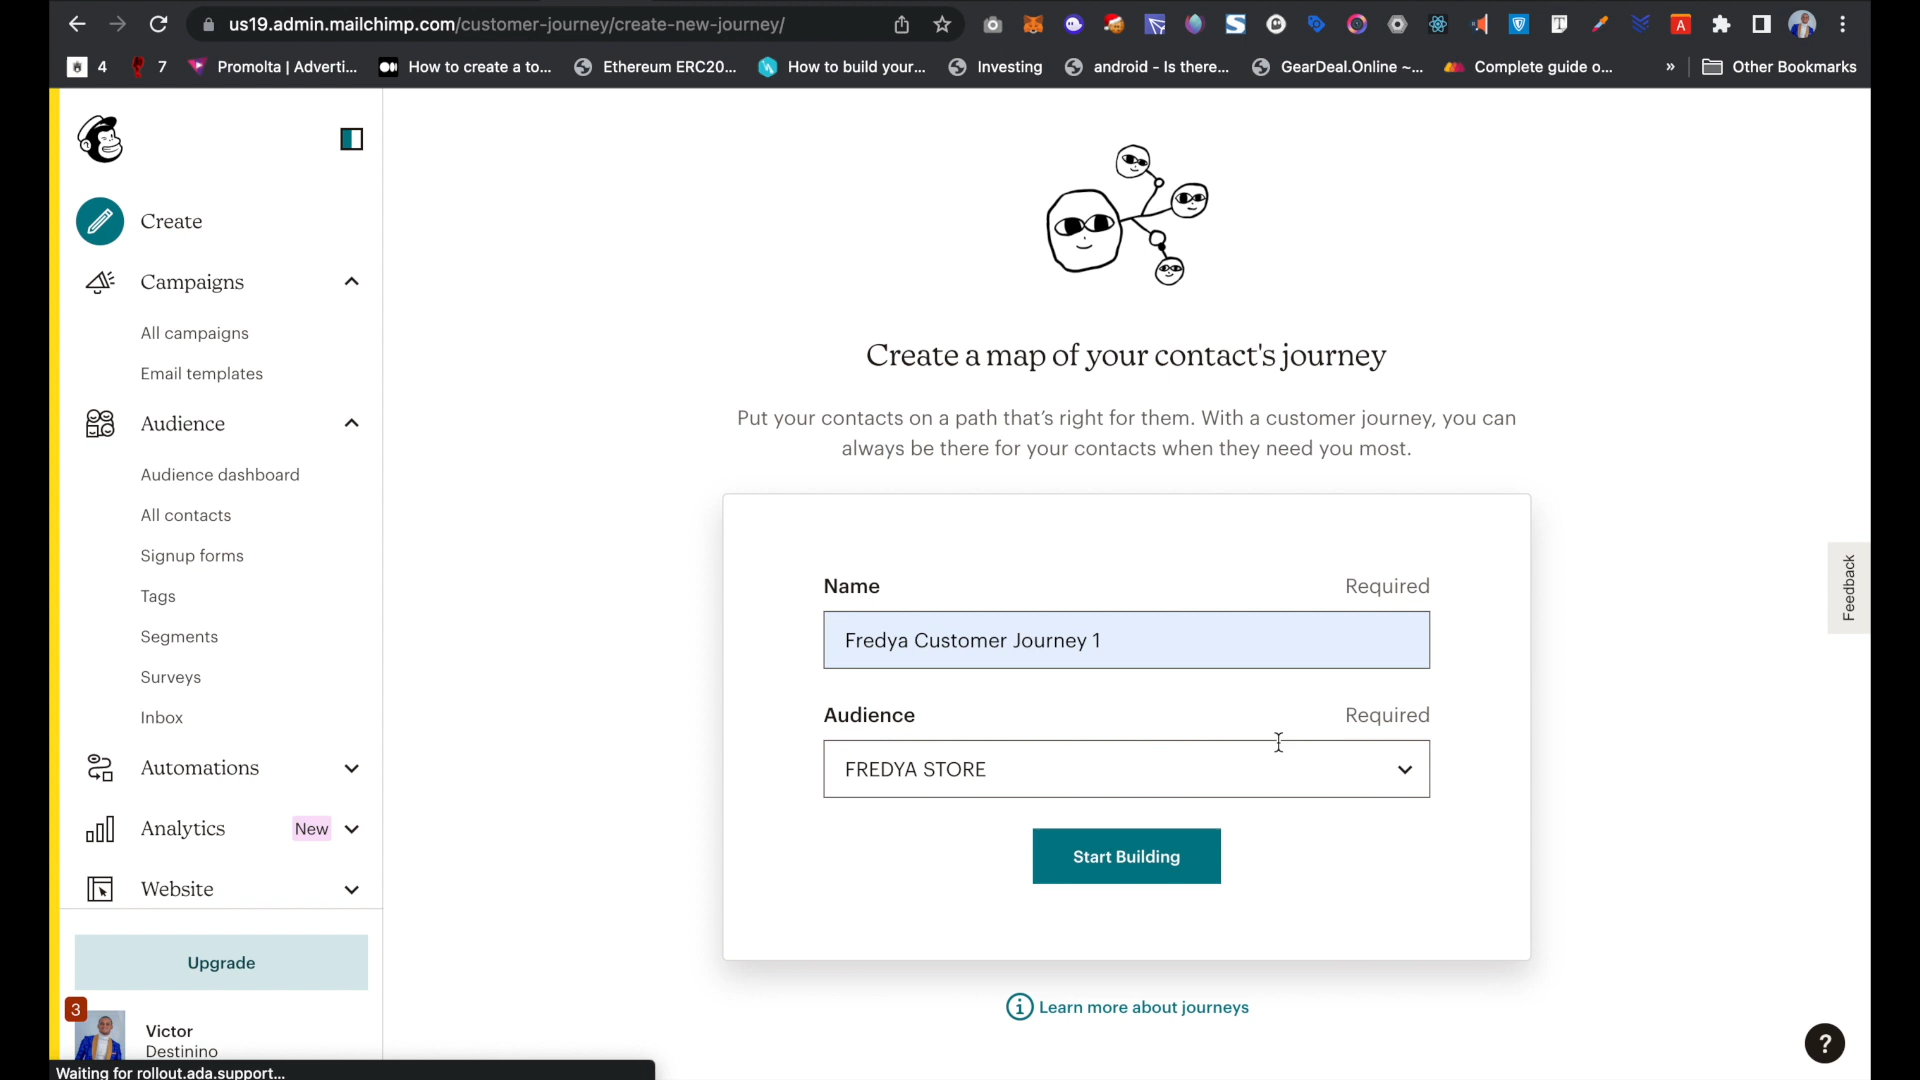 us19.admin.mailchimp.com/customer-journey/create-new-journey/
4
7
Promolta | Adverti...
How to create a to...
Ethereum ERC20...
How to build your...
Investing
android - Is there...
GearDeal.Online ~...
Complete guide o...
»
Other Bookmarks
Create
Campaigns
All campaigns
Email templates
Audience
Audience dashboard
All contacts
Signup forms
Tags
Segments
Surveys
Inbox
Automations
Analytics New
Website
Upgrade
3
Victor
Destinino
Waiting for rollout.ada.support...
Create a map of your contact's journey
Put your contacts on a path that’s right for them. With a customer journey, you can
always be there for your contacts when they need you most.
Name Required
Fredya Customer Journey 1
Audience Required
FREDYA STORE
Start Building
Learn more about journeys
Feedback
?